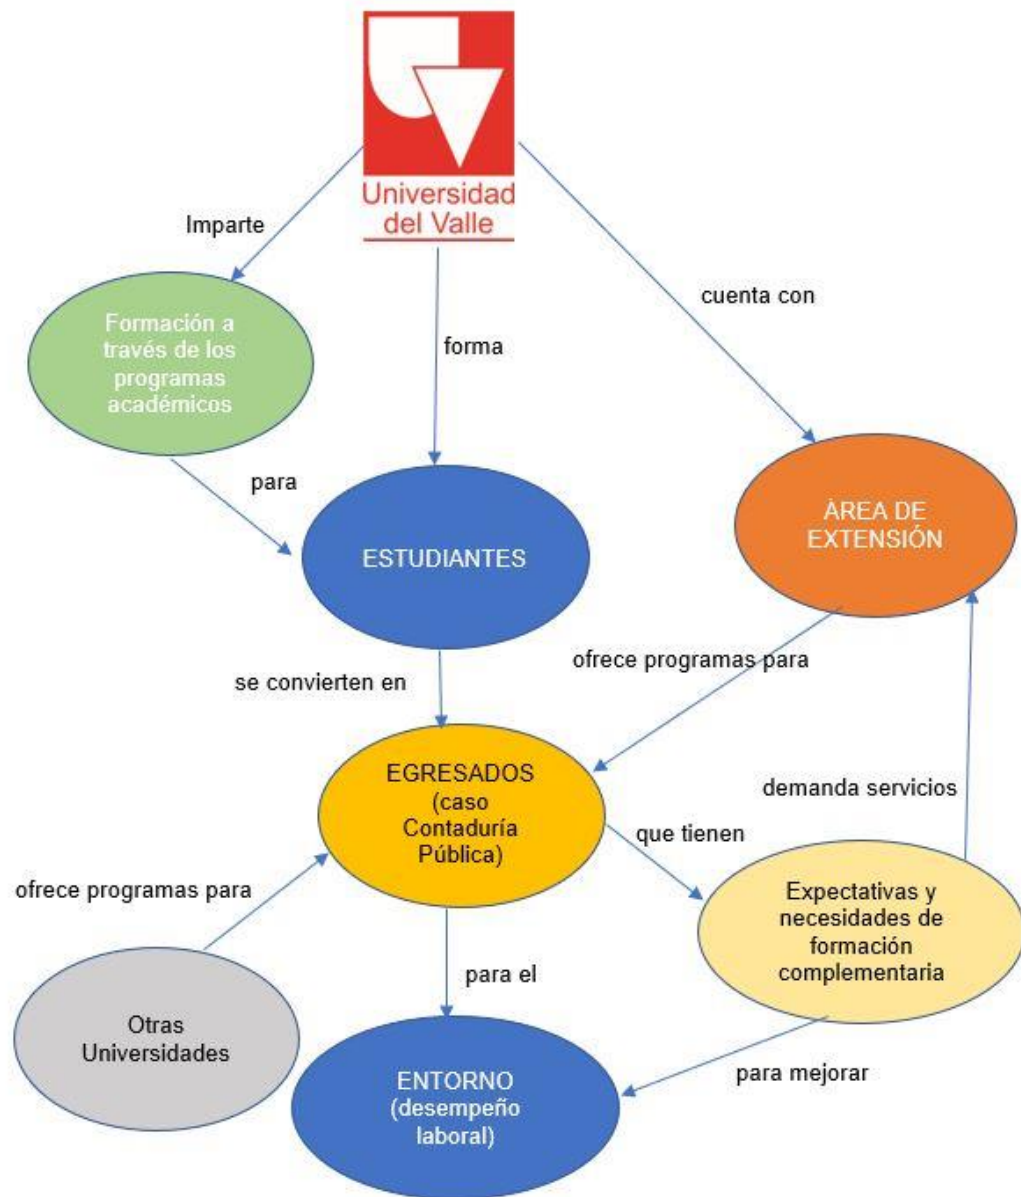 Universidad
del Valle
Imparte
cuenta con
Formación a
través de los
programas
académicos
forma
para
ESTUDIANTES
ÁREA DE
EXTENSIÓN
se convierten en
ofrece programas para
EGRESADOS
(caso
Contaduría
Pública)
demanda servicios
que tienen
ofrece programas para
Expectativas y
necesidades de
formación
complementaria
para el
Otras
Universidades
ENTORNO
(desempeño
laboral)
para mejorar